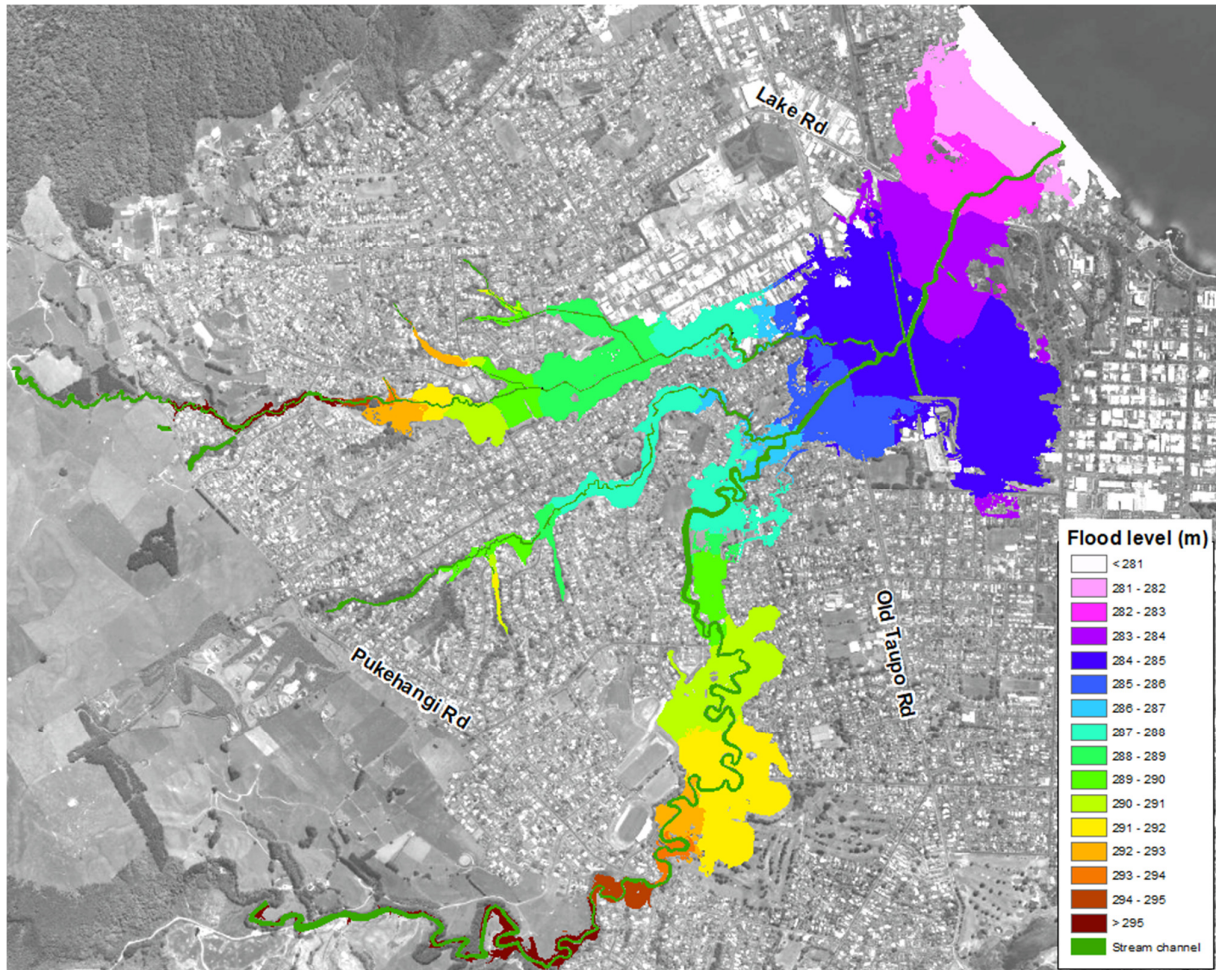 Lake Rd
Old Taupo Rd
Pukehangi Rd
Flood level (m)
< 281
281 - 282
282 - 283
283 - 284
284 - 285
285 - 286
286 - 287
287 - 288
288 - 289
289 - 290
290 - 291
291 - 292
292 - 293
293 - 294
294 - 295
> 295
Stream channel